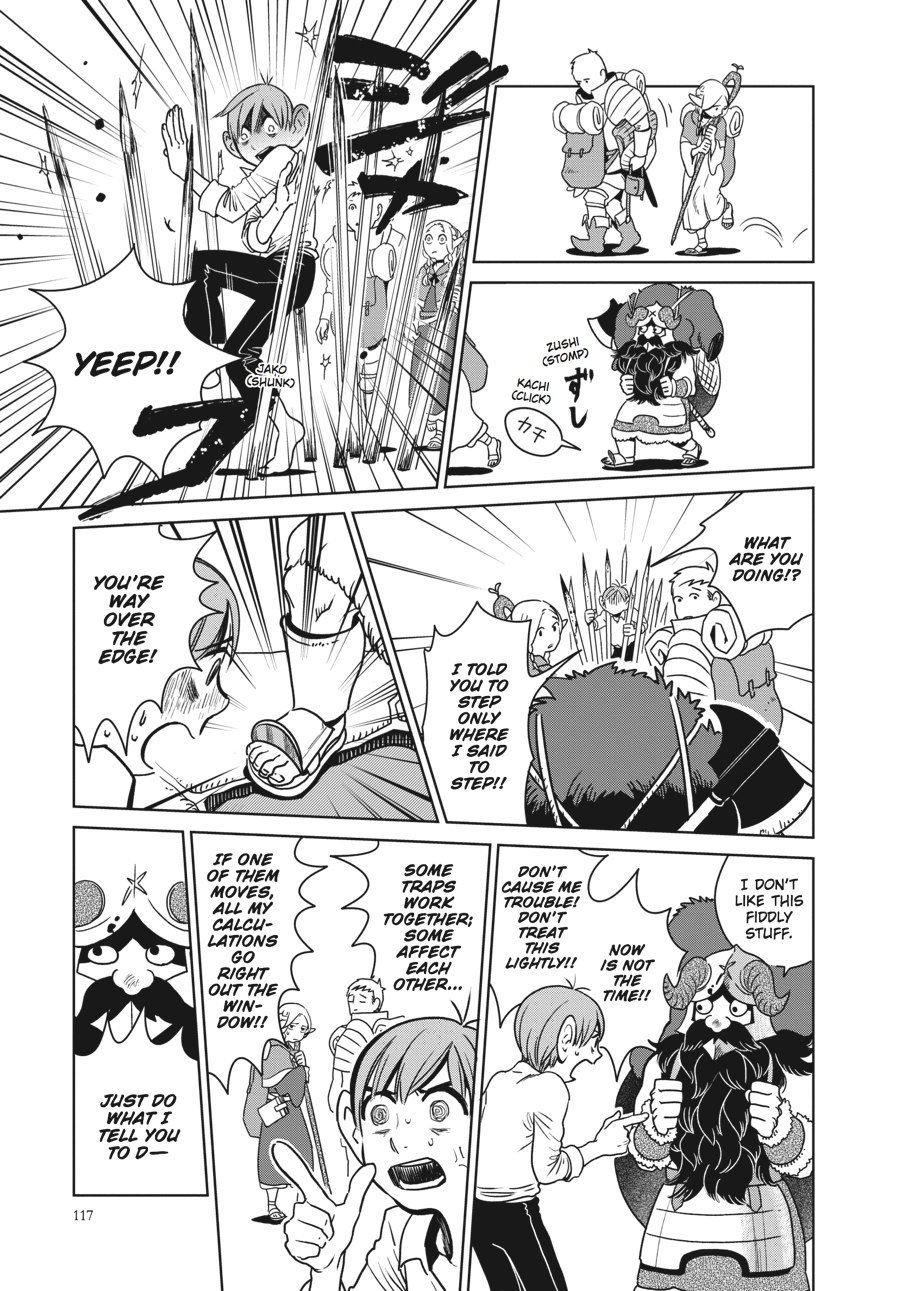 ZUSHI
(STOMP)
ずし
KACHI
(CLICK)
カチ
YEEP!!
JAKO
(SHUNK)
WHAT
ARE YOU
DOING!?
I TOLD
YOU TO
STEP
ONLY
WHERE
I SAID
TO
STEP!!
YOU'RE
WAY
OVER
THE
EDGE!
I DON'T
LIKE THIS
FIDDLY
STUFF.
NOW
IS NOT
THE
TIME!!
DON'T
CAUSE ME
TROUBLE!
DON'T
TREAT
THIS
LIGHTLY!!
SOME
TRAPS
WORK
TOGETHER;
SOME
AFFECT
EACH
OTHER...
IF ONE
OF THEM
MOVES,
ALL MY
CALCU-
LATIONS
GO
RIGHT
OUT THE
WIN-
DOW!!
JUST DO
WHAT I
TELL YOU
TO D—
117